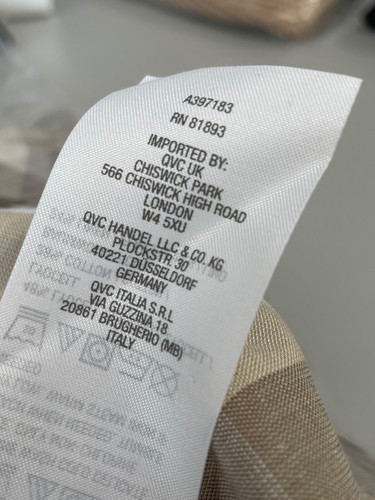 A397183
RN 81893
IMPORTED BY:
QVC UK
CHISWICK PARK
566 CHISWICK HIGH ROAD
LONDON
W4 5XU
QVC HANDEL LLC & CO. KG
PLOCKSTR. 30
40221 DÜSSELDORF
GERMANY
QVC ITALIA S.R.L
VIA GUZZINA 18
20861 BRUGHERIO (MB)
ITALY